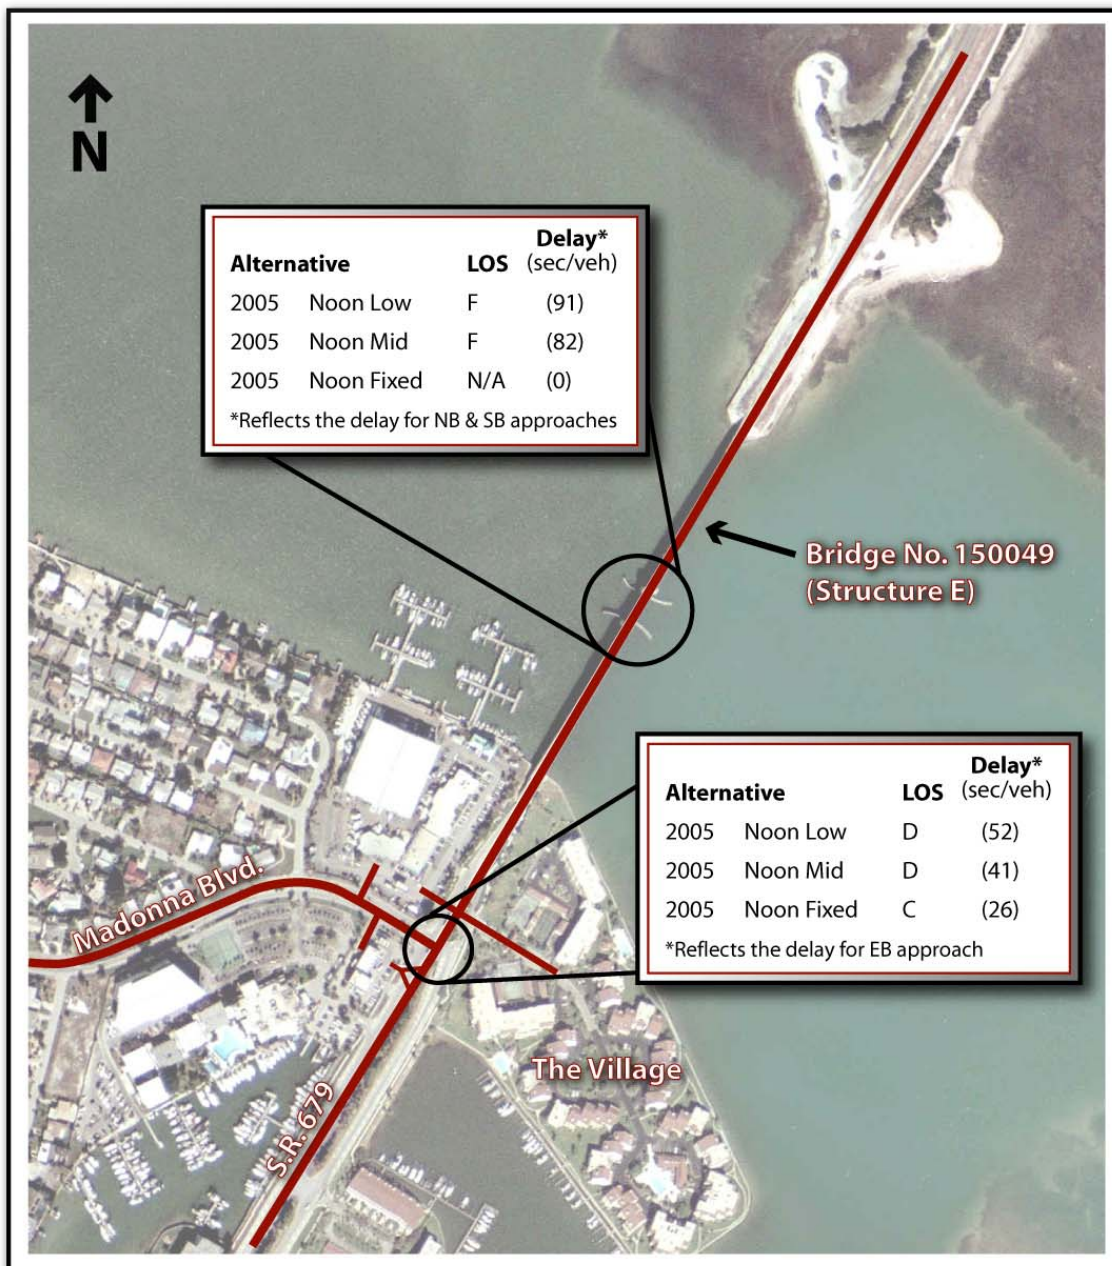 N
Delay*
Alternative LOS (sec/veh)
2005 Noon Low F (91)
2005 Noon Mid F (82)
2005 Noon Fixed N/A (0)
*Reflects the delay for NB & SB approaches
Bridge No. 150049
(Structure E)
Delay*
Alternative LOS (sec/veh)
2005 Noon Low D (52)
2005 Noon Mid D (41)
2005 Noon Fixed C (26)
*Reflects the delay for EB approach
Madonna Blvd.
The Village
S.R. 679